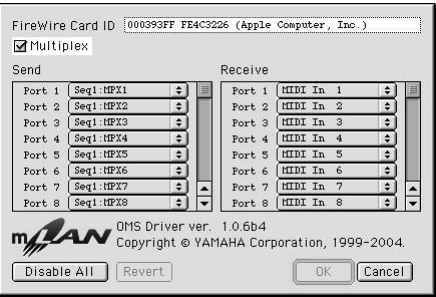 FireWire Card ID 000393FF FE4C3226 (Apple Computer, Inc.)
Multiplex
Send Receive
Port 1 Seq1:MPX1 Port 1 MIDI In 1
Port 2 Seq1:MPX2 Port 2 MIDI In 2
Port 3 Seq1:MPX3 Port 3 MIDI In 3
Port 4 Seq1:MPX4 Port 4 MIDI In 4
Port 5 Seq1:MPX5 Port 5 MIDI In 5
Port 6 Seq1:MPX6 Port 6 MIDI In 6
Port 7 Seq1:MPX7 Port 7 MIDI In 7
Port 8 Seq1:MPX8 Port 8 MIDI In 8
mLAN OMS Driver ver. 1.0.6b4
Copyright © YAMAHA Corporation, 1999-2004.
Disable All Revert OK Cancel